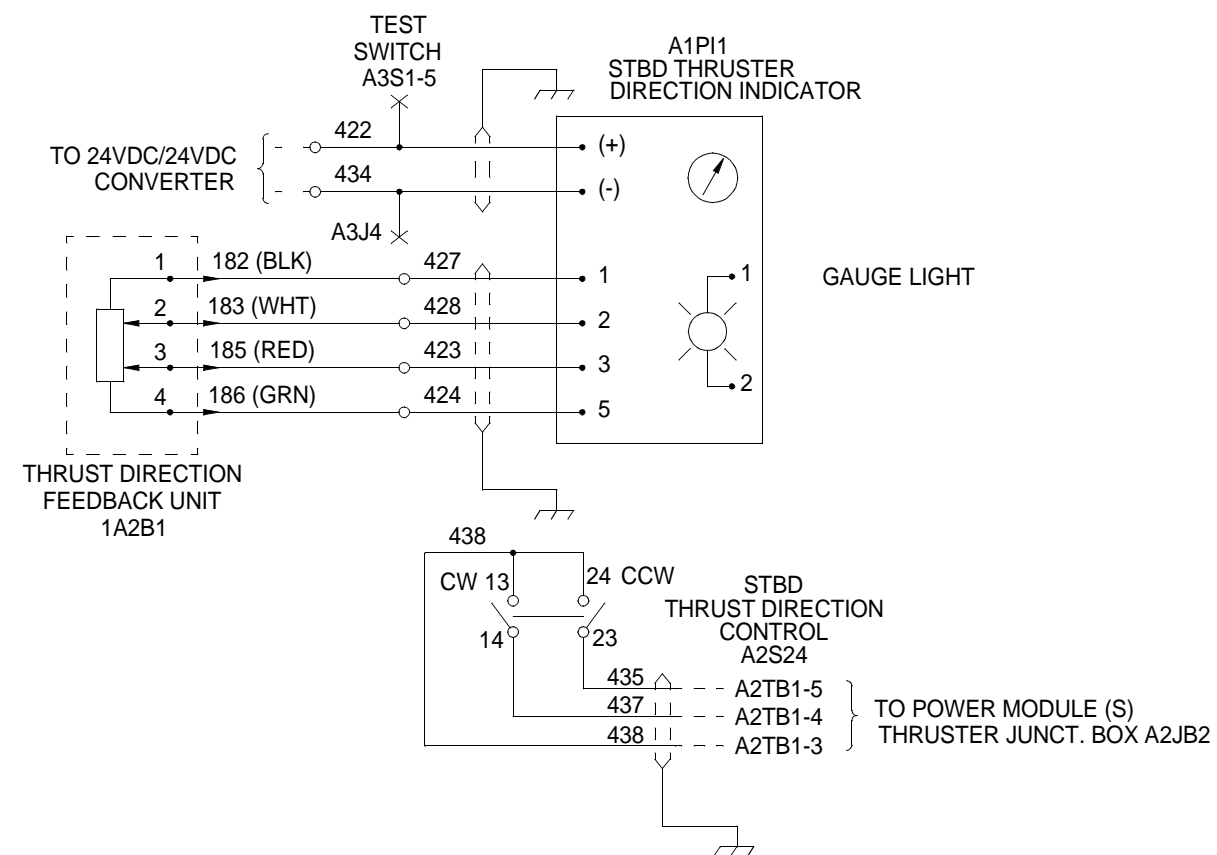 TEST
SWITCH
A3S1-5
A1PI1
STBD THRUSTER
DIRECTION INDICATOR
422
(+)
TO 24VDC/24VDC
CONVERTER
434
(-)
A3J4
1
182 (BLK)
427
1
1
GAUGE LIGHT
2
183 (WHT)
428
2
3
185 (RED)
423
3
2
4
186 (GRN)
424
5
THRUST DIRECTION
FEEDBACK UNIT
1A2B1
438
CW 13
24 CCW
14
23
STBD
THRUST DIRECTION
CONTROL
A2S24
435
A2TB1-5
437
A2TB1-4
438
A2TB1-3
TO POWER MODULE (S)
THRUSTER JUNCT. BOX A2JB2